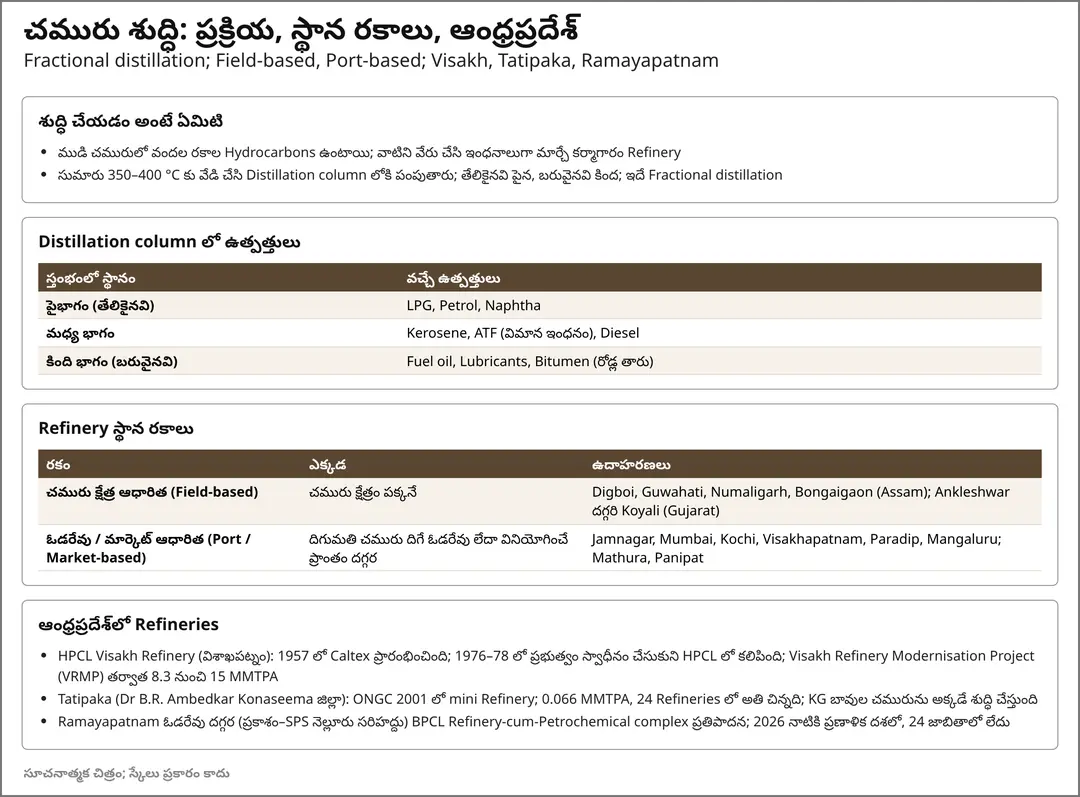 చమురు శుద్ధి: ప్రక్రియ, స్థాన రకాలు, ఆంధ్రప్రదేశ్
Fractional distillation; Field-based, Port-based; Visakh, Tatipaka, Ramayapatnam
శుద్ధి చేయడం అంటే ఏమిటి
• ముడి చమురులో వందల రకాల Hydrocarbons ఉంటాయి; వాటిని వేరు చేసి ఇంధనాలుగా మార్చే కర్మాగారం Refinery
• సుమారు 350–400 °C కు వేడి చేసి Distillation column లోకి పంపుతారు; తేలికైనవి పైన, బరువైనవి కింద; ఇదే Fractional distillation
Distillation column లో ఉత్పత్తులు
స్తంభంలో స్థానం వచ్చే ఉత్పత్తులు
పైభాగం (తేలికైనవి) LPG, Petrol, Naphtha
మధ్య భాగం Kerosene, ATF (విమాన ఇంధనం), Diesel
కింది భాగం (బరువైనవి) Fuel oil, Lubricants, Bitumen (రోడ్ల తారు)
Refinery స్థాన రకాలు
రకం ఎక్కడ ఉదాహరణలు
చమురు క్షేత్ర ఆధారిత (Field-based) చమురు క్షేత్రం పక్కనే Digboi, Guwahati, Numaligarh, Bongaigaon (Assam); Ankleshwar
దగ్గరి Koyali (Gujarat)
ఓడరేవు / మార్కెట్ ఆధారిత (Port / దిగుమతి చమురు దిగే ఓడరేవు లేదా వినియోగించే Jamnagar, Mumbai, Kochi, Visakhapatnam, Paradip, Mangaluru;
Market-based) ప్రాంతం దగ్గర Mathura, Panipat
ఆంధ్రప్రదేశ్‌లో Refineries
• HPCL Visakh Refinery (విశాఖపట్నం): 1957 లో Caltex ప్రారంభించింది; 1976–78 లో ప్రభుత్వం స్వాధీనం చేసుకుని HPCL లో కలిపింది; Visakh Refinery Modernisation Project
(VRMP) తర్వాత 8.3 నుంచి 15 MMTPA
• Tatipaka (Dr B.R. Ambedkar Konaseema జిల్లా): ONGC 2001 లో mini Refinery; 0.066 MMTPA, 24 Refineries లో అతి చిన్నది; KG బావుల చమురును అక్కడే శుద్ధి చేస్తుంది
• Ramayapatnam ఓడరేవు దగ్గర (ప్రకాశం–SPS నెల్లూరు సరిహద్దు) BPCL Refinery-cum-Petrochemical complex ప్రతిపాదన; 2026 నాటికి ప్రణాళిక దశలో, 24 జాబితాలో లేదు
సూచనాత్మక చిత్రం; స్కేలు ప్రకారం కాదు